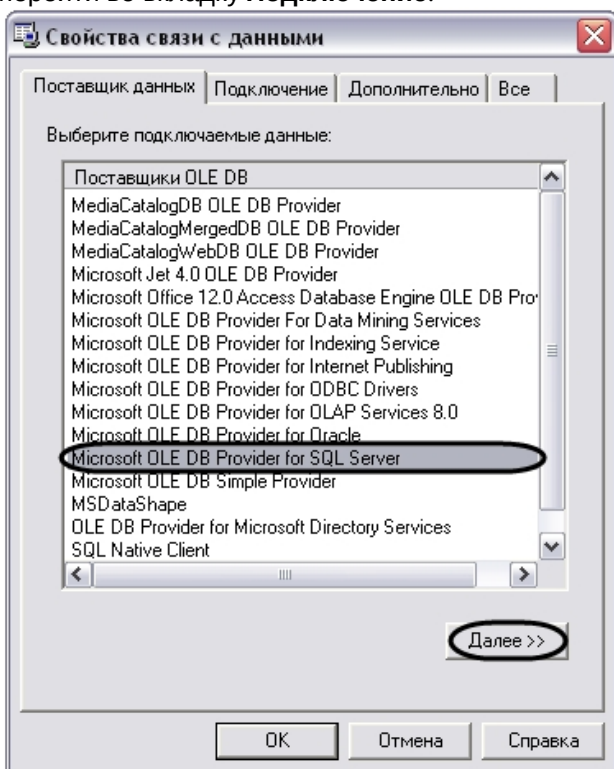 перейти во вкладку Подключение.
Свойства связи с данными
Поставщик данных Подключение Дополнительно Все
Выберите подключаемые данные:
Поставщики OLE DB
MediaCatalogDB OLE DB Provider
MediaCatalogMergedDB OLE DB Provider
MediaCatalogWebDB OLE DB Provider
Microsoft Jet 4.0 OLE DB Provider
Microsoft Office 12.0 Access Database Engine OLE DB Pro
Microsoft OLE DB Provider For Data Mining Services
Microsoft OLE DB Provider for Indexing Service
Microsoft OLE DB Provider for Internet Publishing
Microsoft OLE DB Provider for ODBC Drivers
Microsoft OLE DB Provider for OLAP Services 8.0
Microsoft OLE DB Provider for Oracle
Microsoft OLE DB Provider for SQL Server
Microsoft OLE DB Simple Provider
MSDataShape
OLE DB Provider for Microsoft Directory Services
SQL Native Client
Далее >>
OK Отмена Справка